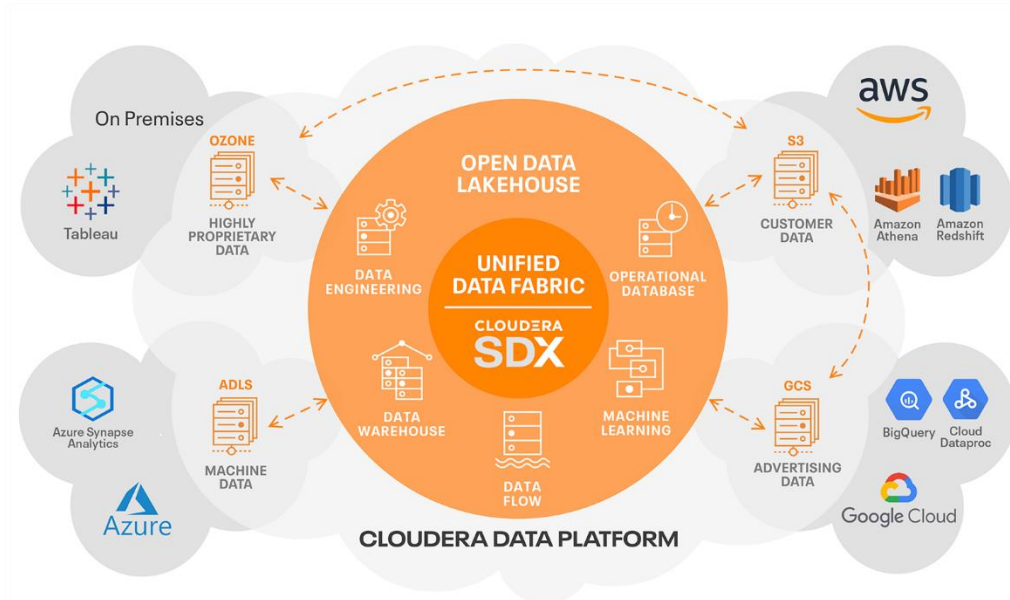 On Premises
Tableau
OZONE
HIGHLY
PROPRIETARY
DATA
OPEN DATA
LAKEHOUSE
DATA
ENGINEERING
OPERATIONAL
DATABASE
UNIFIED
DATA FABRIC
CLOUDERA
SDX
DATA
WAREHOUSE
MACHINE
LEARNING
DATA
FLOW
S3
CUSTOMER
DATA
aws
Amazon
Athena
Amazon
Redshift
Azure Synapse
Analytics
Azure
ADLS
MACHINE
DATA
GCS
ADVERTISING
DATA
BigQuery
Cloud
Dataproc
Google Cloud
CLOUDERA DATA PLATFORM